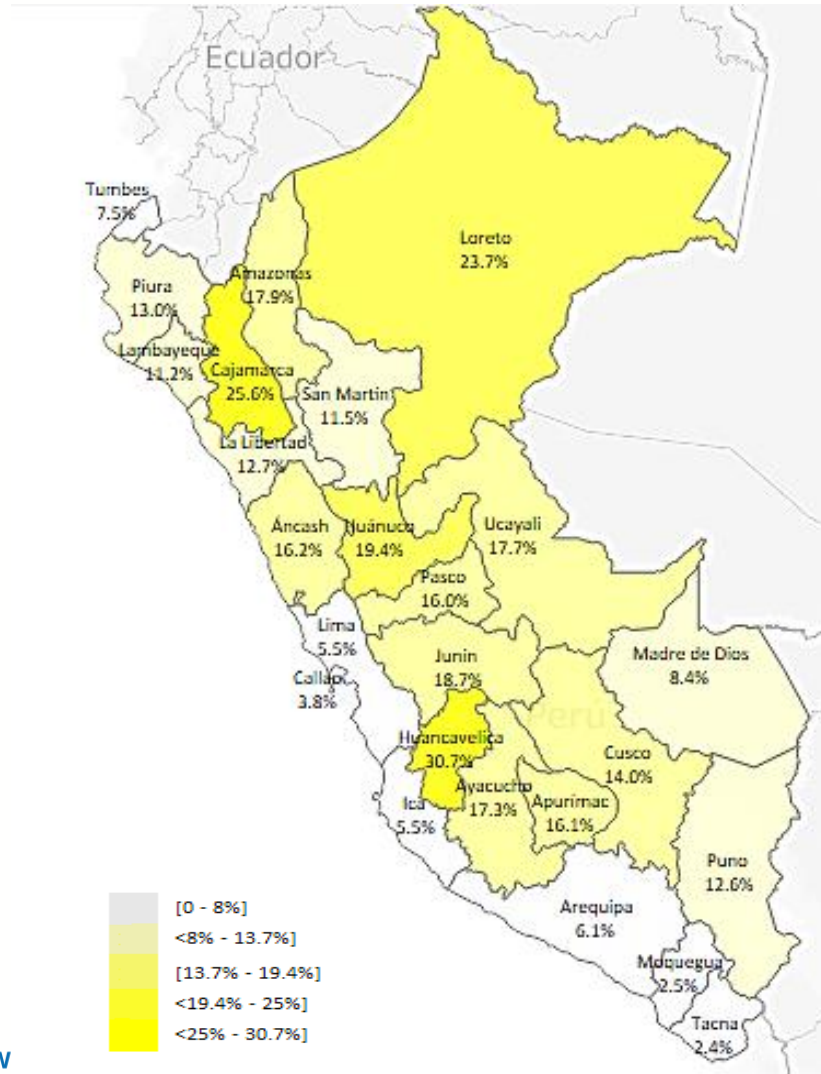 Ecuador
Tumbes
7.5%
Loreto
23.7%
Amazonas
17.9%
Piura
13.0%
Lambayeque
11.2%
Cajamarca
25.6%
San Martin
11.5%
La Libertad
12.7%
Áncash
16.2%
Huánuco
19.4%
Ucayali
17.7%
Pasco
16.0%
Lima
5.5%
Callao
3.8%
Junin
18.7%
Madre de Dios
8.4%
Perú
Huancavelica
30.7%
Cusco
14.0%
Ica
5.5%
Ayacucho
17.3%
Apurimac
16.1%
Puno
12.6%
Arequipa
6.1%
Moquegua
2.5%
Tacna
2.4%
[0 - 8%]
<8% - 13.7%]
[13.7% - 19.4%]
<19.4% - 25%]
<25% - 30.7%]